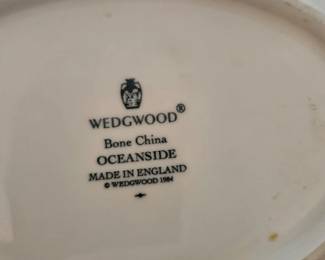 WEDGWOOD®
Bone China
OCEANSIDE
MADE IN ENGLAND
© WEDGWOOD 1984